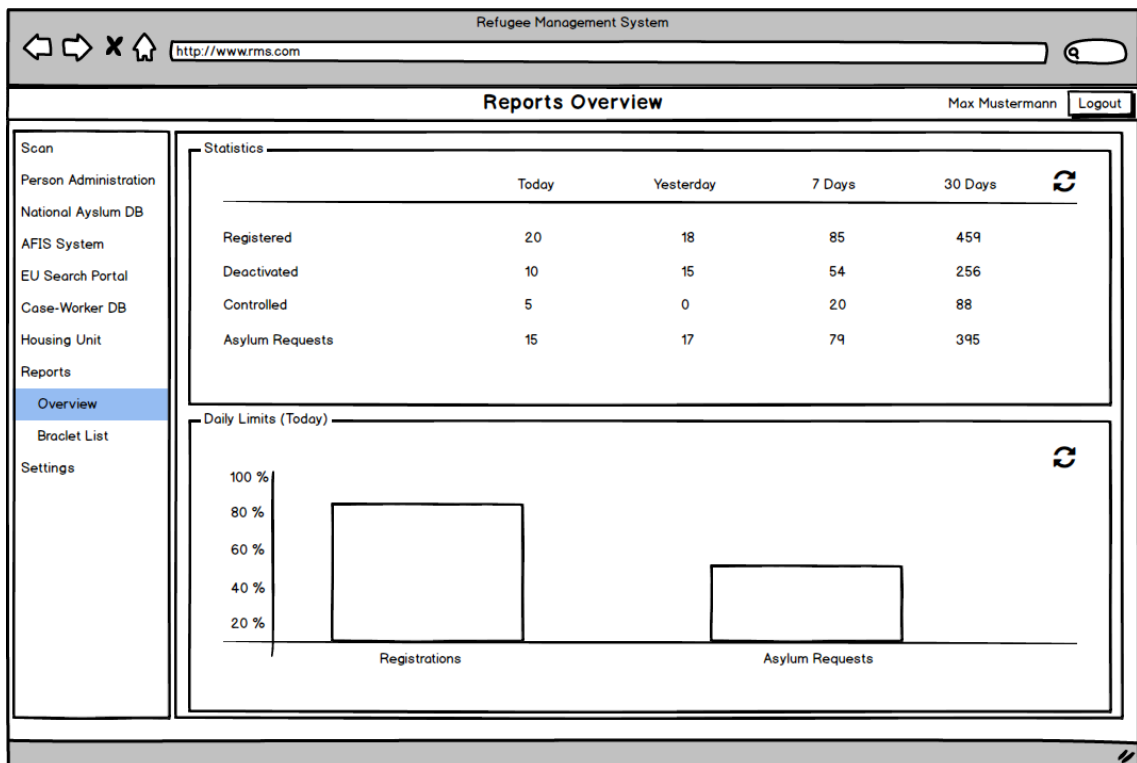 Refugee Management System
http://www.rms.com
Reports Overview
Max Mustermann
Logout
Scan
Person Administration
National Ayslum DB
AFIS System
EU Search Portal
Case-Worker DB
Housing Unit
Reports
Overview
Braclet List
Settings
Statistics
Today Yesterday 7 Days 30 Days
Registered 20 18 85 459
Deactivated 10 15 54 256
Controlled 5 0 20 88
Asylum Requests 15 17 79 395
Daily Limits (Today)
100 %
80 %
60 %
40 %
20 %
Registrations Asylum Requests